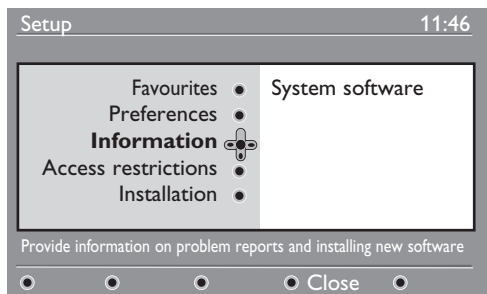 Setup 11:46
Favourites System software
Preferences
Information
Access restrictions
Installation
Provide information on problem reports and installing new software
Close